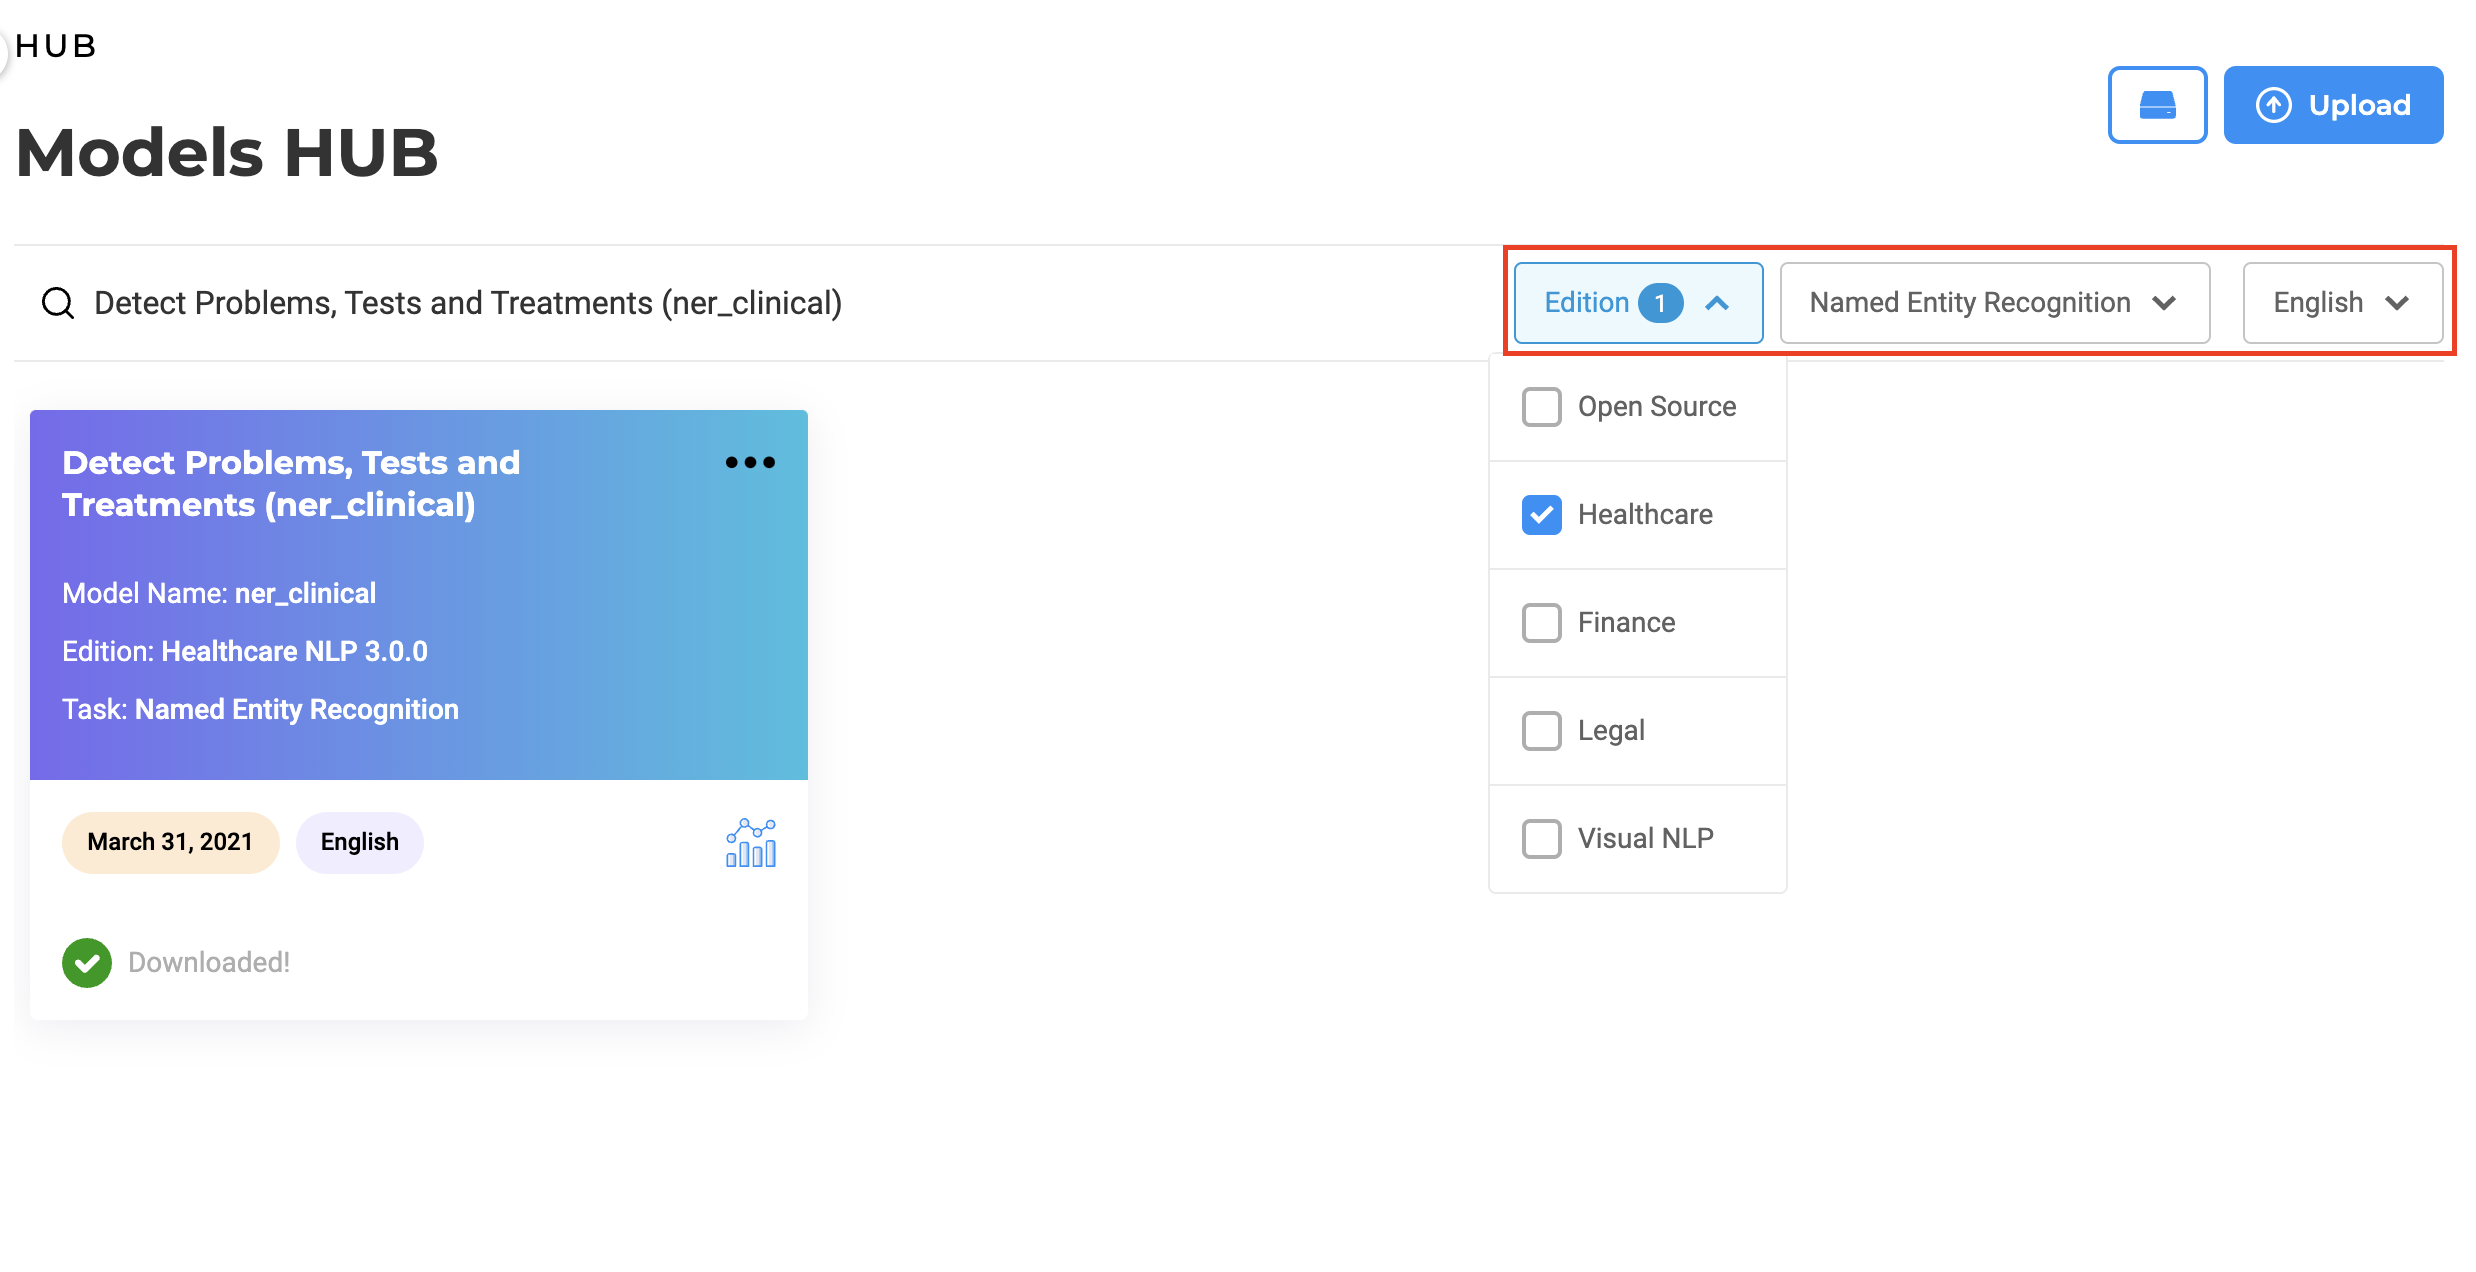 HUB
Models HUB
Upload
Detect Problems, Tests and Treatments (ner_clinical)
Edition 1
Named Entity Recognition
English
Open Source
Healthcare
Finance
Legal
Visual NLP
Detect Problems, Tests and
Treatments (ner_clinical)
Model Name: ner_clinical
Edition: Healthcare NLP 3.0.0
Task: Named Entity Recognition
March 31, 2021
English
Downloaded!